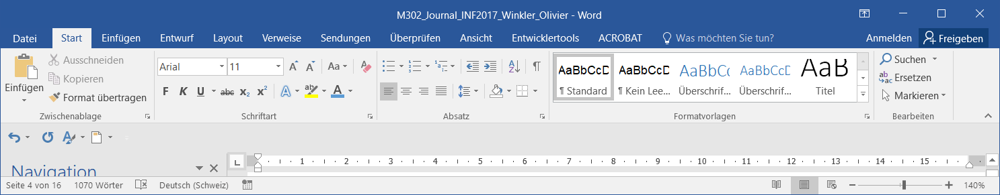 M302_Journal_INF2017_Winkler_Olivier - Word
Datei Start Einfügen Entwurf Layout Verweise Sendungen Überprüfen Ansicht Entwicklertools ACROBAT Was möchten Sie tun? Anmelden Freigeben
Einfügen
Ausschneiden
Kopieren
Format übertragen
Zwischenablage
Arial 11 Aa
F K U abc x₂ x² A ab A
Schriftart
Absatz
AaBbCcD AaBbCcD AaBbCc AaBbCcD AaB
¶ Standard ¶ Kein Lee... Überschrif... Überschrif... Titel
Formatvorlagen
Suchen
Ersetzen
Markieren
Bearbeiten
Navigation
L 1 2 3 4 5 6 7 8 9 10 11 12 13 14 15
Seite 4 von 16 1070 Wörter Deutsch (Schweiz) 140%